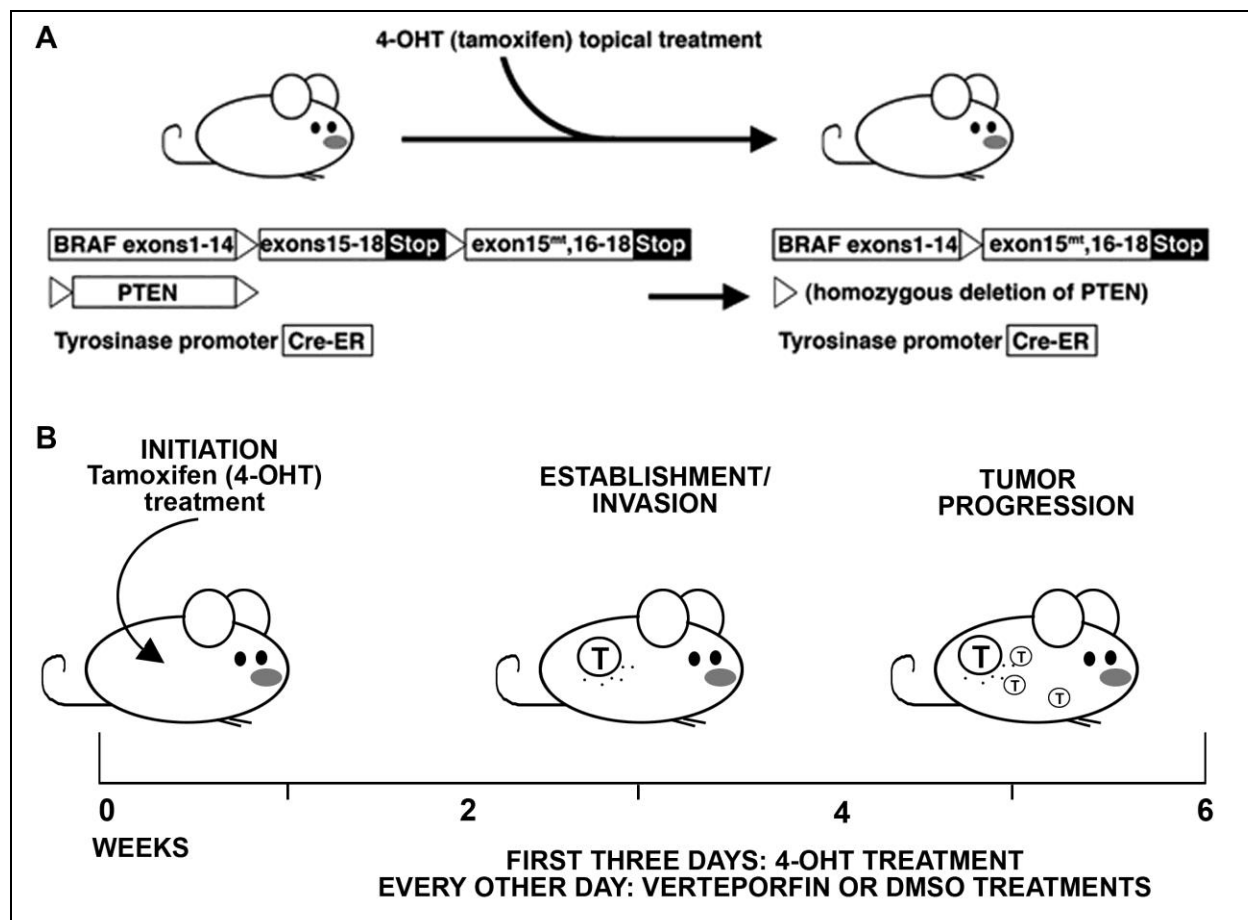 A
4-OHT (tamoxifen) topical treatment
BRAF exons1-14 exons15-18 Stop exon15ᵐᵗ,16-18 Stop
BRAF exons1-14 exon15ᵐᵗ,16-18 Stop
PTEN
(homozygous deletion of PTEN)
Tyrosinase promoter Cre-ER
Tyrosinase promoter Cre-ER
B
INITIATION
Tamoxifen (4-OHT)
treatment
ESTABLISHMENT/
INVASION
TUMOR
PROGRESSION
T
T T
T T
0 2 4 6
WEEKS
FIRST THREE DAYS: 4-OHT TREATMENT
EVERY OTHER DAY: VERTEPORFIN OR DMSO TREATMENTS